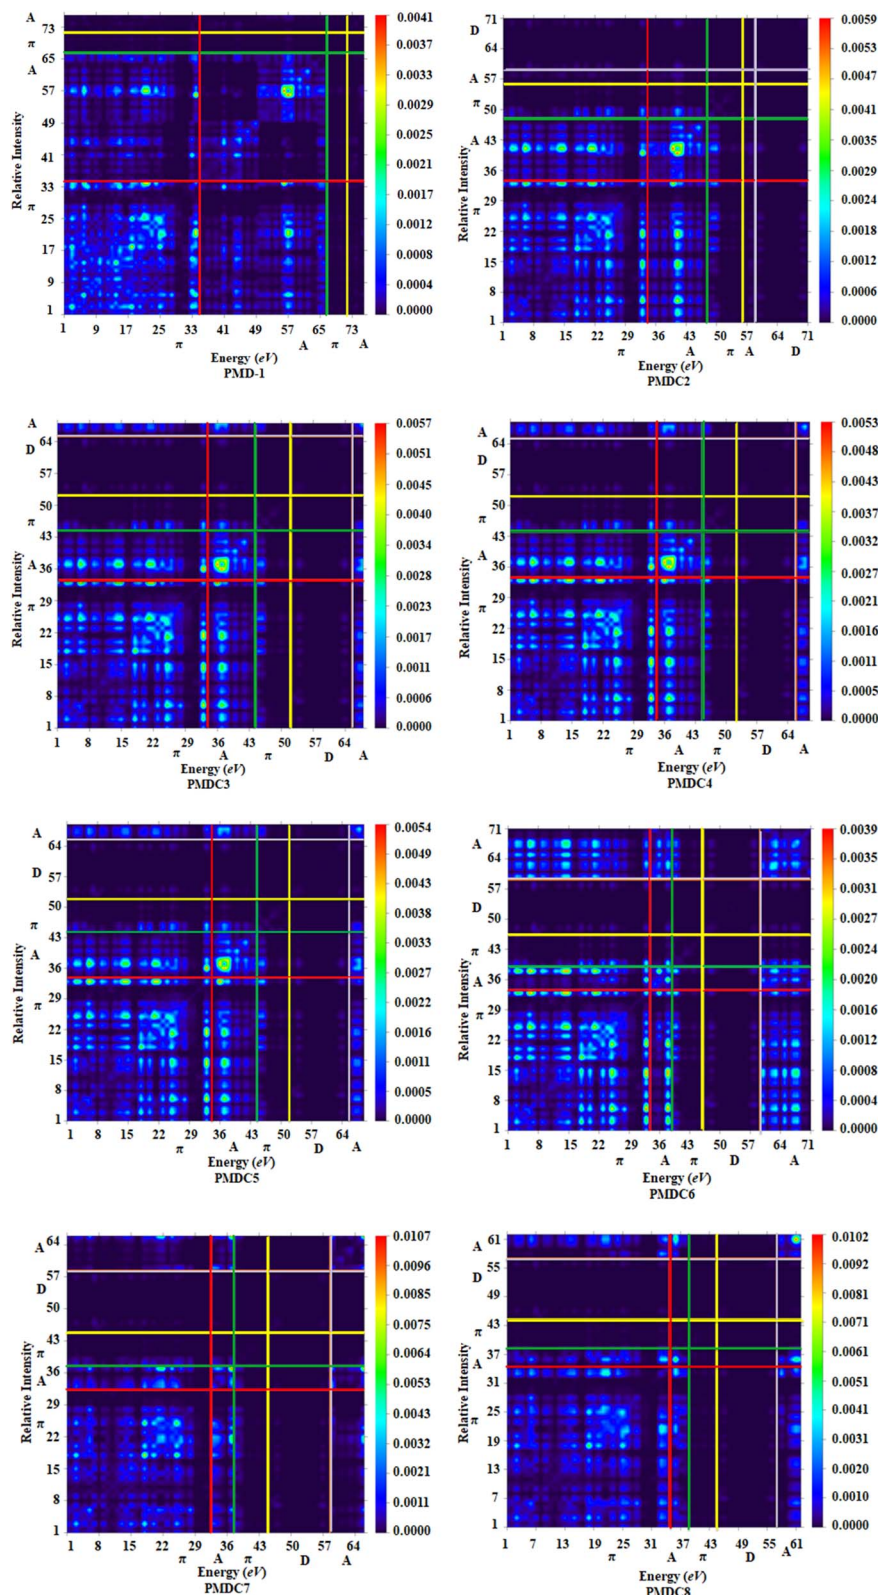 A
73
π
65
A
57
49
41
33
π
25
17
9
1
Relative Intensity
0.0041
0.0037
0.0033
0.0029
0.0025
0.0021
0.0017
0.0012
0.0008
0.0004
0.0000
1 9 17 25 33 41 49 57 65 73
π A π A
Energy (eV)
PMD-1
71
D
64
A
57
π
50
43
A
36
29
π
22
15
8
1
Relative Intensity
0.0059
0.0053
0.0047
0.0041
0.0035
0.0029
0.0024
0.0018
0.0012
0.0006
0.0000
1 8 15 22 29 36 43 50 57 64 71
π A π A D
Energy (eV)
PMDC2
A
64
D
57
50
π
43
A
36
29
π
22
15
8
1
Relative Intensity
0.0057
0.0051
0.0045
0.0040
0.0034
0.0028
0.0023
0.0017
0.0011
0.0006
0.0000
1 8 15 22 29 36 43 50 57 64
π A π D A
Energy (eV)
PMDC3
A
64
D
57
50
π
43
A
36
29
π
22
15
8
1
Relative Intensity
0.0053
0.0048
0.0042
0.0037
0.0032
0.0026
0.0021
0.0016
0.0011
0.0005
0.0000
1 8 15 22 29 36 43 50 57 64
π A π D A
Energy (eV)
PMDC4
A
64
D
57
50
π
43
A
36
π
29
22
15
8
1
Relative Intensity
0.0054
0.0049
0.0043
0.0038
0.0033
0.0027
0.0022
0.0016
0.0011
0.0005
0.0000
1 8 15 22 29 36 43 50 57 64
π A π D A
Energy (eV)
PMDC5
71
A
64
57
D
50
43
π
36
A
29
π
22
15
8
1
Relative Intensity
0.0039
0.0035
0.0031
0.0027
0.0024
0.0020
0.0016
0.0012
0.0008
0.0004
0.0000
1 8 15 22 29 36 43 50 57 64 71
π A π D A
Energy (eV)
PMDC6
A
64
57
D
50
43
π
36
A
29
π
22
15
8
1
Relative Intensity
0.0107
0.0096
0.0085
0.0075
0.0064
0.0053
0.0043
0.0032
0.0021
0.0011
0.0000
1 8 15 22 29 36 43 50 57 64
π A π D A
Energy (eV)
PMDC7
61
A
55
D
49
43
π
37
A
31
π
25
19
13
7
1
Relative Intensity
0.0102
0.0092
0.0082
0.0071
0.0061
0.0051
0.0041
0.0030
0.0020
0.0010
0.0000
1 7 13 19 25 31 37 43 49 55 61
π A π D A
Energy (eV)
PMDC8